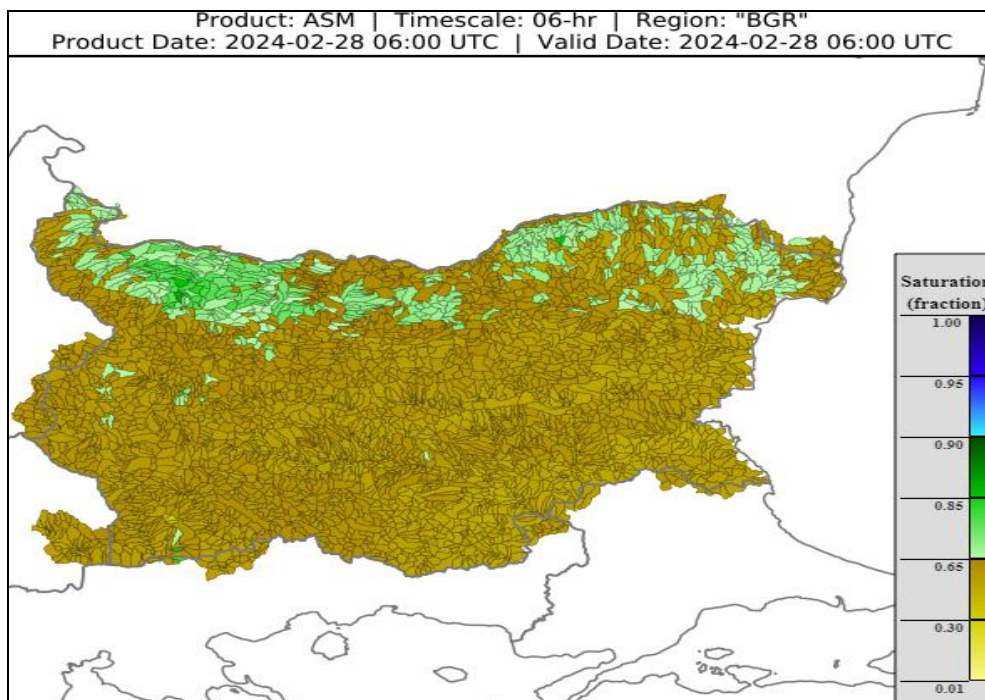 Product: ASM | Timescale: 06-hr | Region: "BGR"
Product Date: 2024-02-28 06:00 UTC | Valid Date: 2024-02-28 06:00 UTC
Saturation
(fraction)
1.00
0.95
0.90
0.85
0.65
0.30
0.01